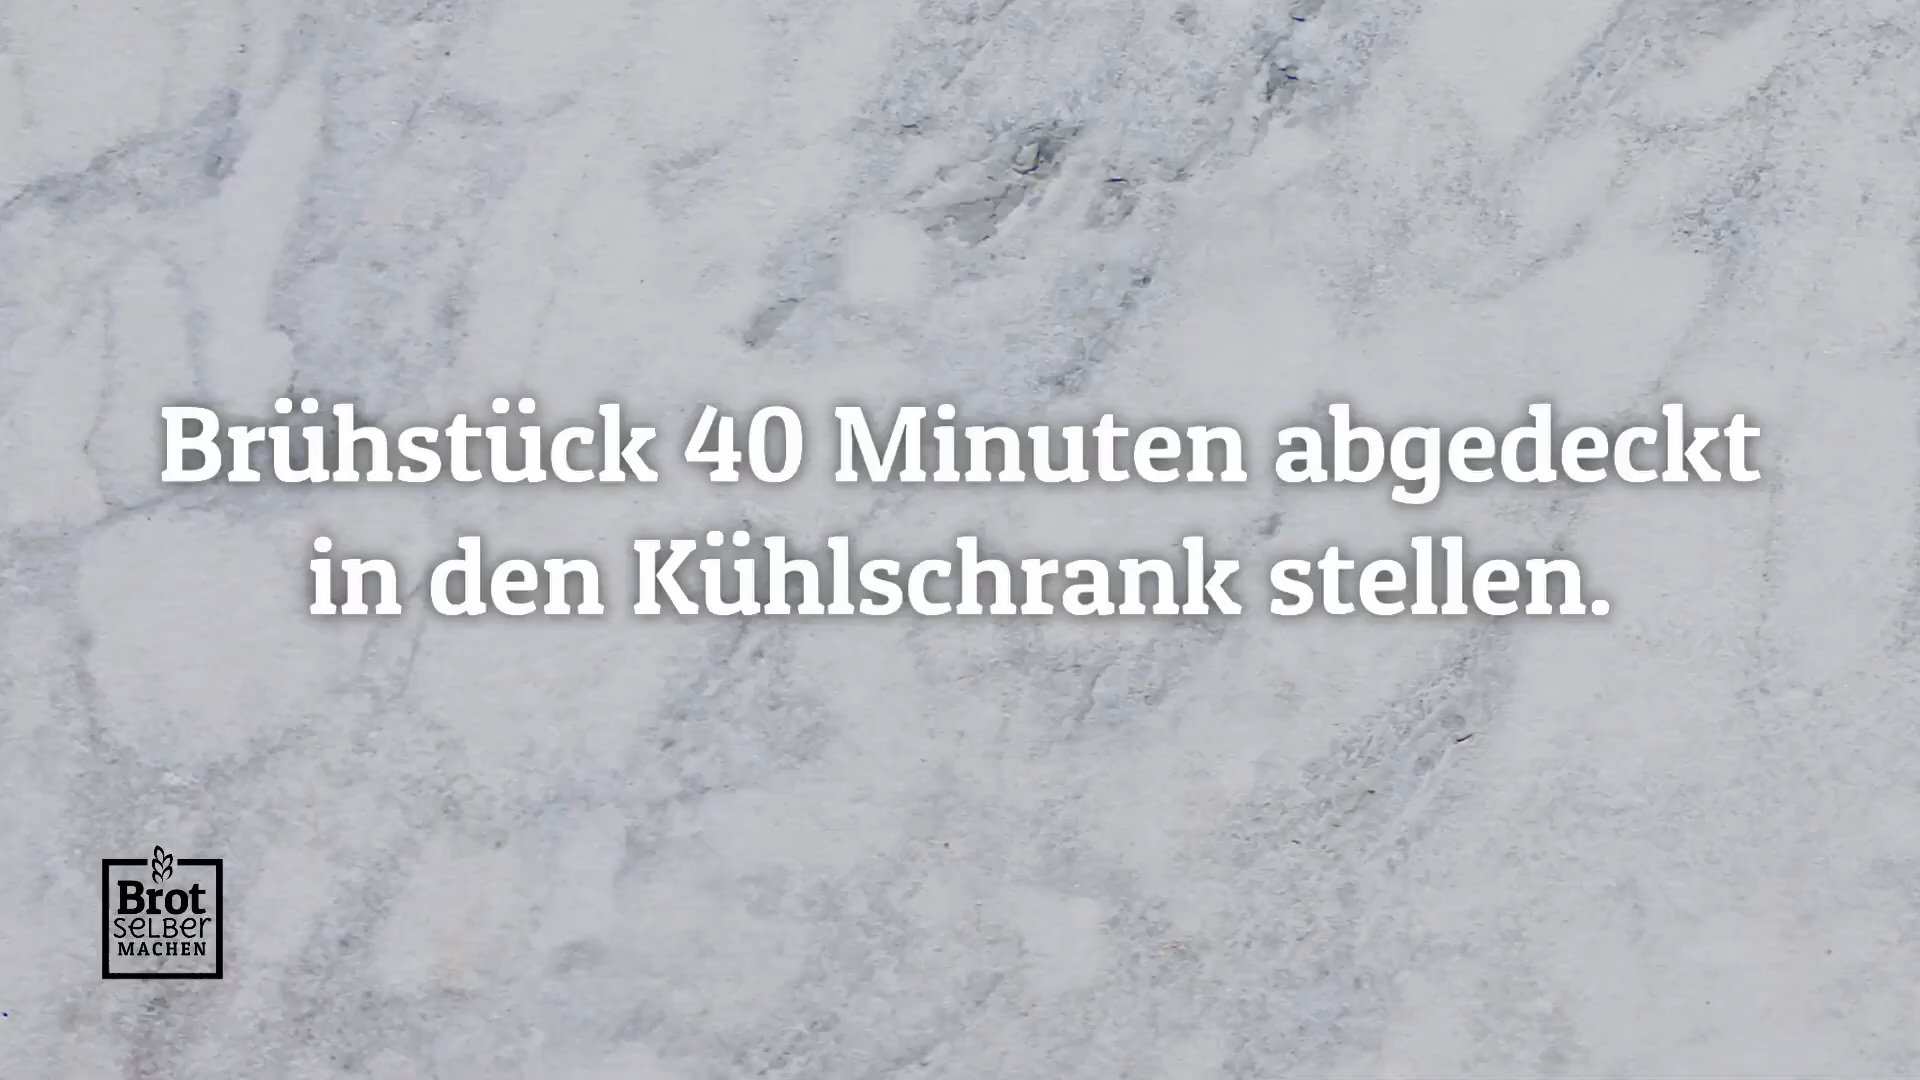 Brühstück 40 Minuten abgedeckt
in den Kühlschrank stellen.
Brot
SELBER
MACHEN